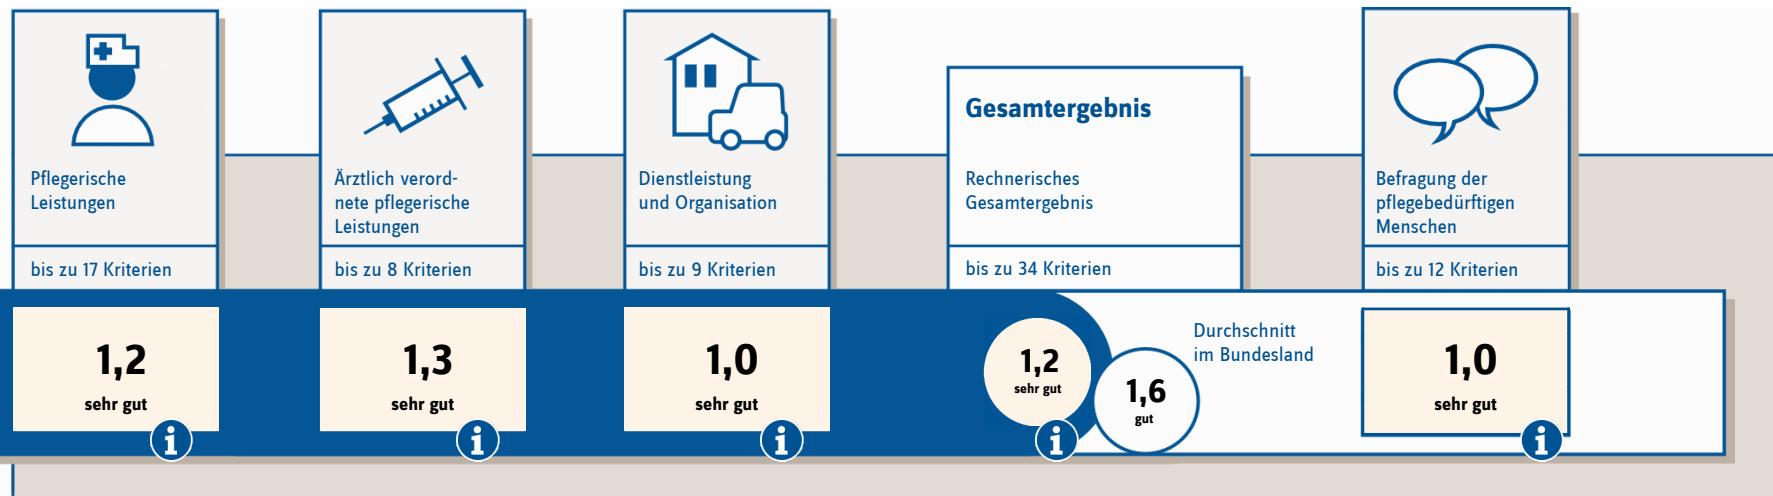 Pflegerische
Leistungen
bis zu 17 Kriterien
1,2
sehr gut
i
Ärztlich verord-
nete pflegerische
Leistungen
bis zu 8 Kriterien
1,3
sehr gut
i
Dienstleistung
und Organisation
bis zu 9 Kriterien
1,0
sehr gut
i
Gesamtergebnis
Rechnerisches
Gesamtergebnis
bis zu 34 Kriterien
1,2
sehr gut
i
1,6
gut
Durchschnitt
im Bundesland
Befragung der
pflegebedürftigen
Menschen
bis zu 12 Kriterien
1,0
sehr gut
i